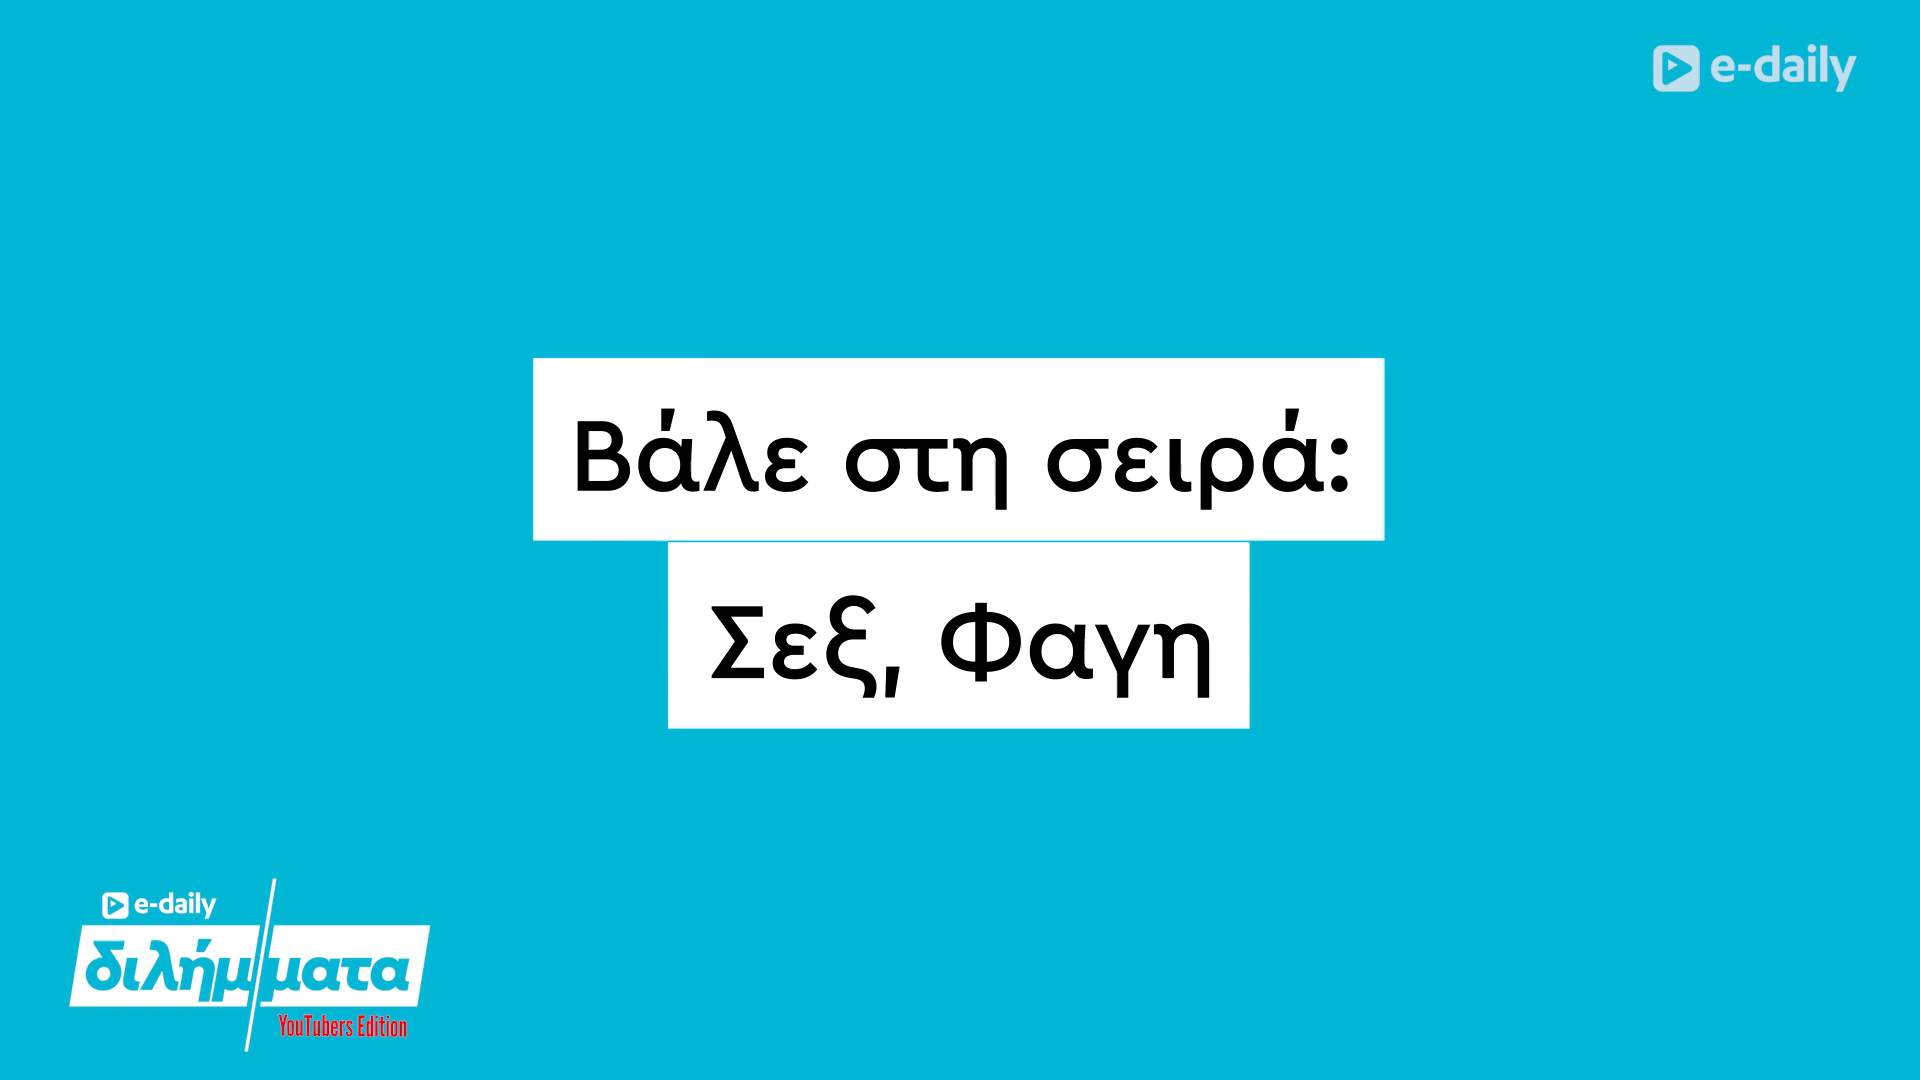 e-daily
Βάλε στη σειρά:
Σεξ, Φαγη
e-daily
διλήμματα
YouTubers Edition